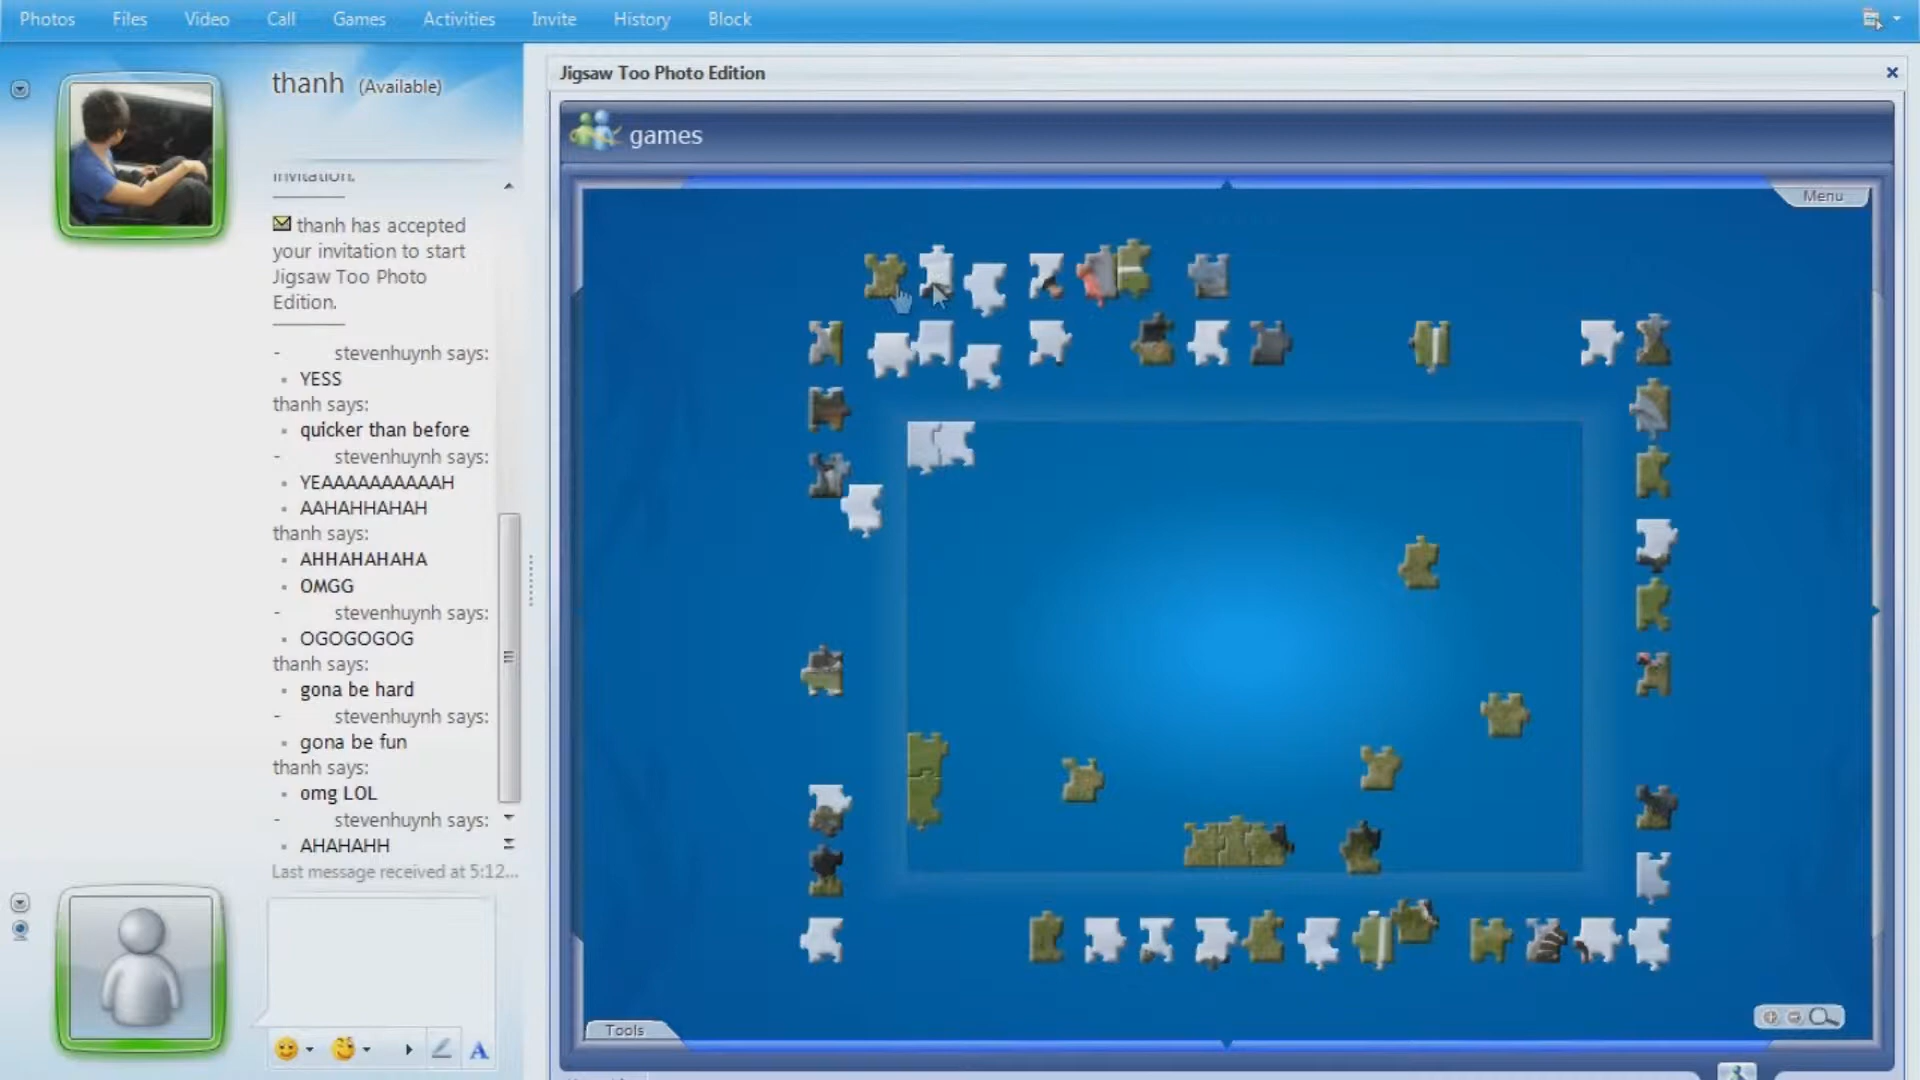 Photos Files Video Call Games Activities Invite History Block
thanh (Available)
invitation.
thanh has accepted
your invitation to start
Jigsaw Too Photo
Edition.
- stevenhuynh says:
YESS
thanh says:
quicker than before
- stevenhuynh says:
YEAAAAAAAAAAH
AAHAHHAHAH
thanh says:
AHHAHAHAHA
OMGG
- stevenhuynh says:
OGOGOGOG
thanh says:
gona be hard
- stevenhuynh says:
gona be fun
thanh says:
omg LOL
- stevenhuynh says:
AHAHAHH
Last message received at 5:12...
A
Jigsaw Too Photo Edition
games
Menu
Tools